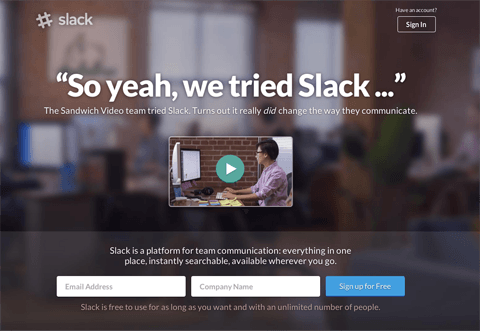 slack
Have an account?
Sign In
“So yeah, we tried Slack ...”
The Sandwich Video team tried Slack. Turns out it really did change the way they communicate.
Slack is a platform for team communication: everything in one
place, instantly searchable, available wherever you go.
Email Address
Company Name
Sign up for Free
Slack is free to use for as long as you want and with an unlimited number of people.